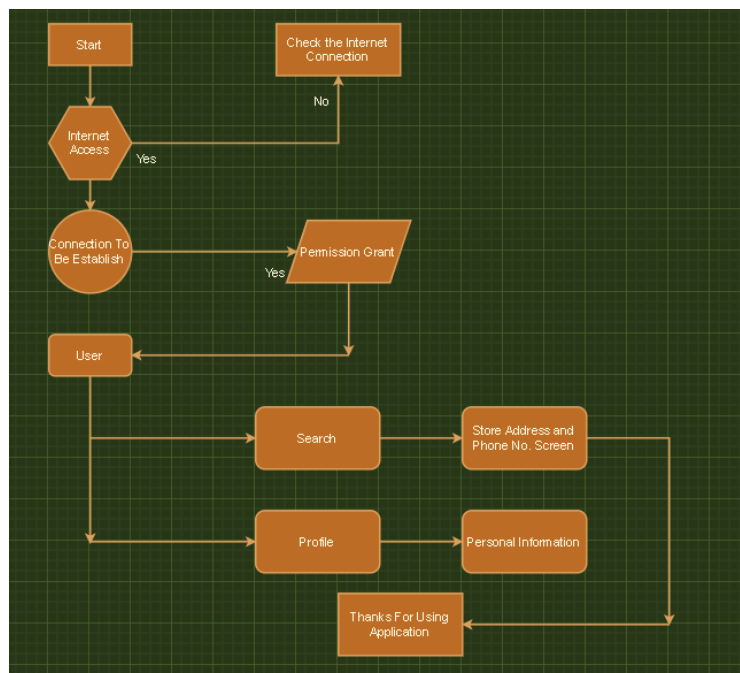 Start
Check the Internet
Connection
No
Internet
Access
Yes
Connection To
Be Establish
Permission Grant
Yes
User
Search
Store Address and
Phone No. Screen
Profile
Personal Information
Thanks For Using
Application